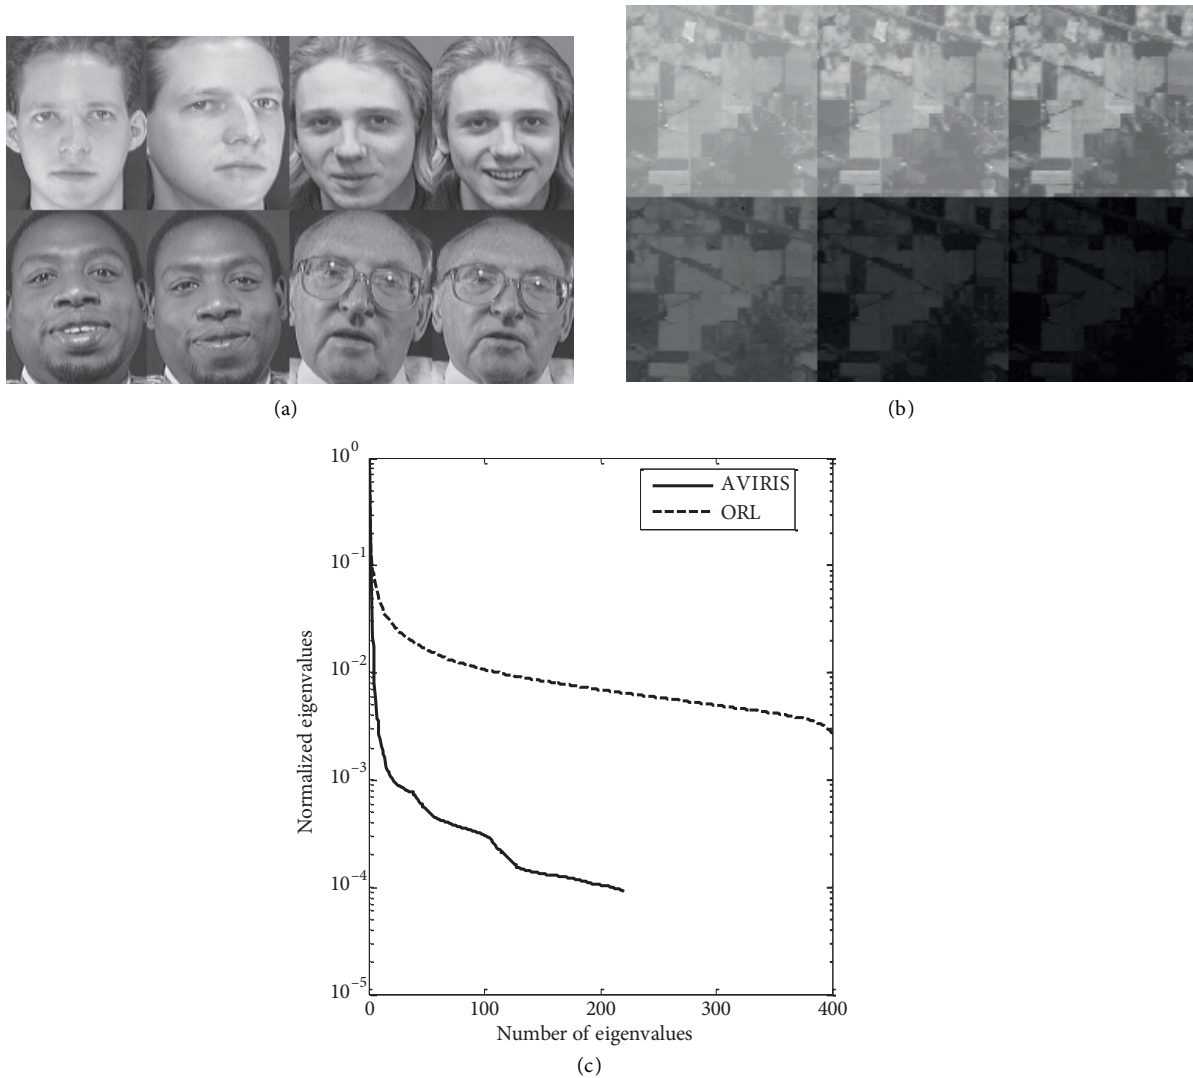 (a)
(b)
10^0
10^-1
10^-2
10^-3
10^-4
10^-5
Normalized eigenvalues
AVIRIS
ORL
0 100 200 300 400
Number of eigenvalues
(c)